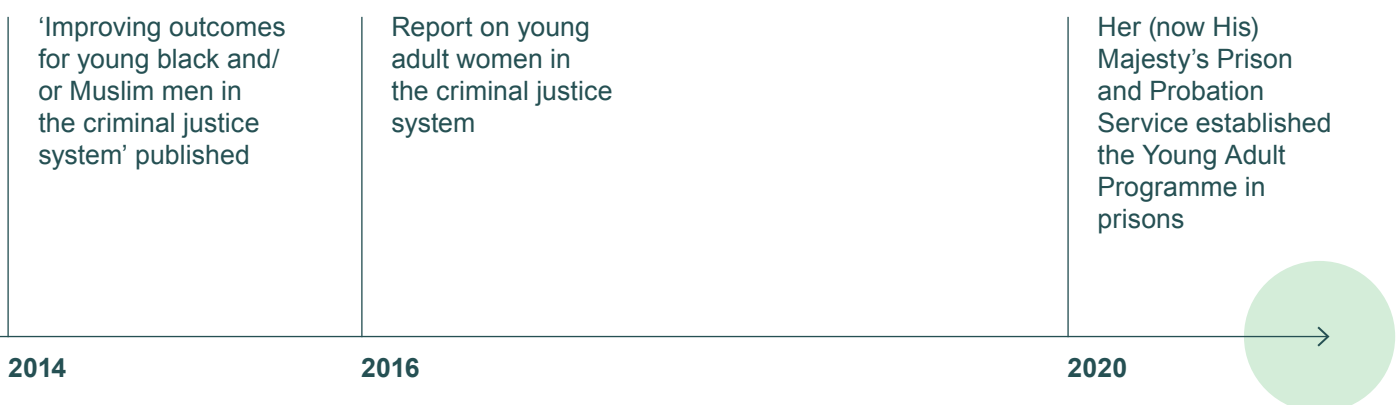 ‘Improving outcomes
for young black and/
or Muslim men in
the criminal justice
system’ published
2014
Report on young
adult women in
the criminal justice
system
2016
Her (now His)
Majesty’s Prison
and Probation
Service established
the Young Adult
Programme in
prisons
2020